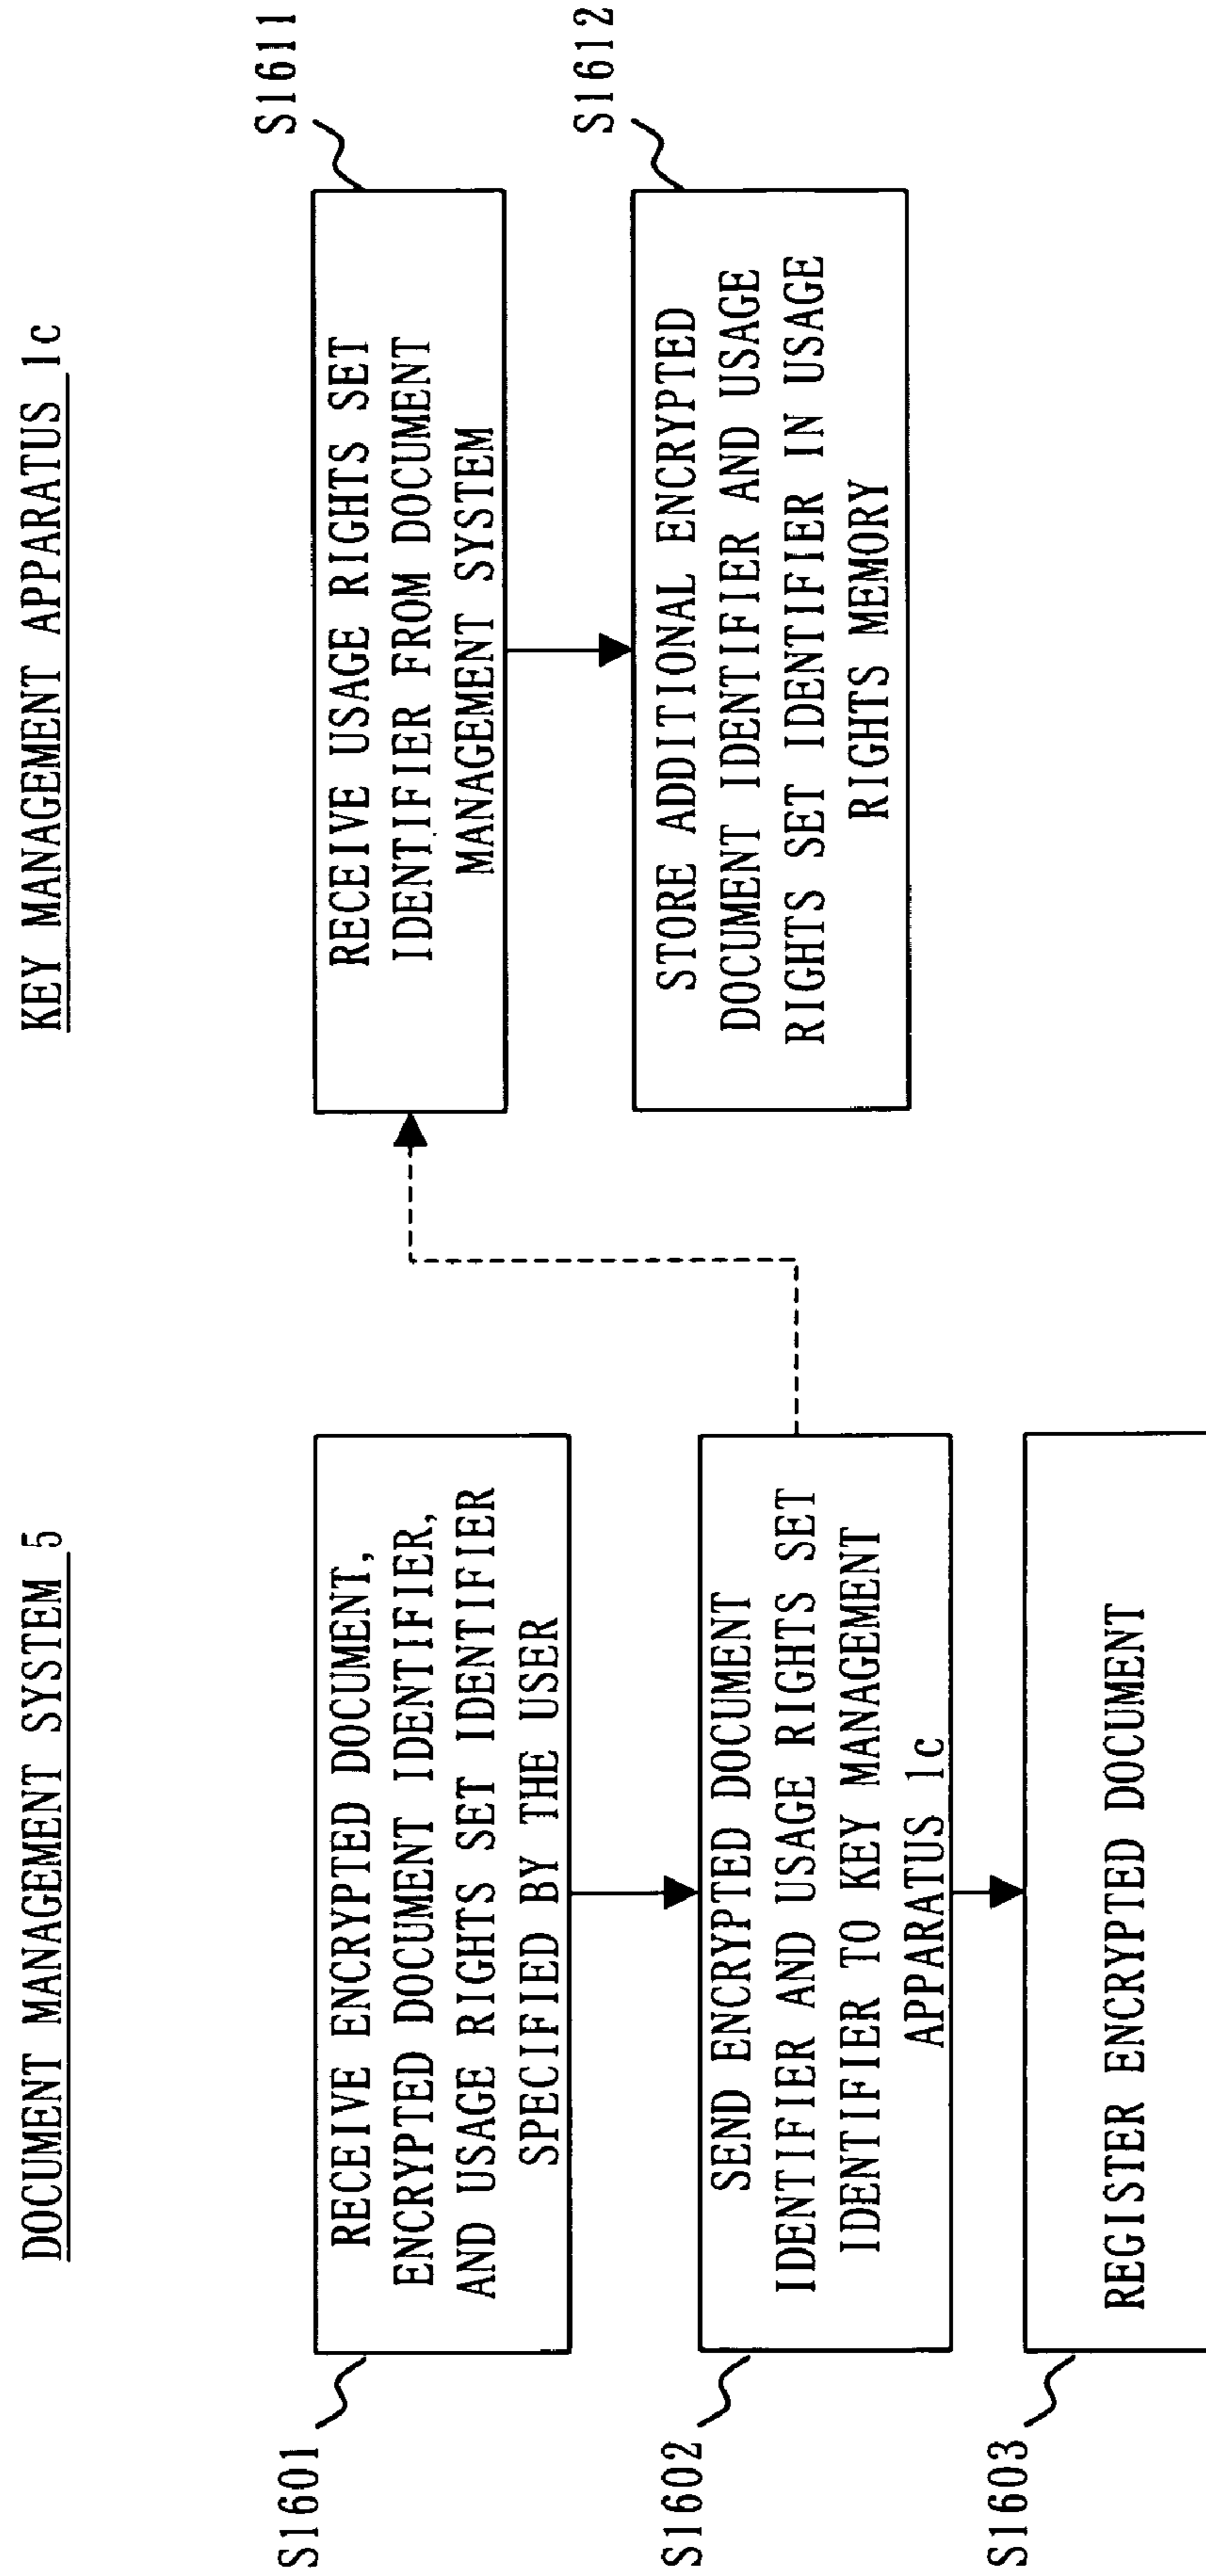 DOCUMENT MANAGEMENT SYSTEM 5
S1601
RECEIVE ENCRYPTED DOCUMENT,
ENCRYPTED DOCUMENT IDENTIFIER,
AND USAGE RIGHTS SET IDENTIFIER
SPECIFIED BY THE USER
S1602
SEND ENCRYPTED DOCUMENT
IDENTIFIER AND USAGE RIGHTS SET
IDENTIFIER TO KEY MANAGEMENT
APPARATUS 1c
S1603
REGISTER ENCRYPTED DOCUMENT
KEY MANAGEMENT APPARATUS 1c
S1611
RECEIVE USAGE RIGHTS SET
IDENTIFIER FROM DOCUMENT
MANAGEMENT SYSTEM
S1612
STORE ADDITIONAL ENCRYPTED
DOCUMENT IDENTIFIER AND USAGE
RIGHTS SET IDENTIFIER IN USAGE
RIGHTS MEMORY